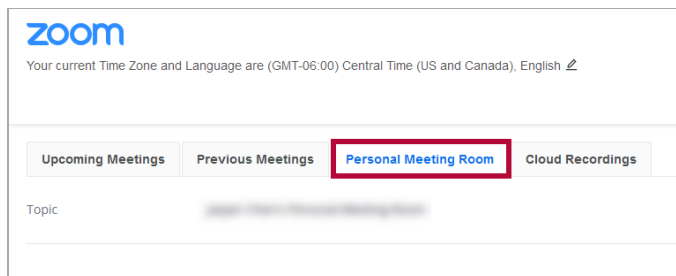 zoom
Your current Time Zone and Language are (GMT-06:00) Central Time (US and Canada), English
Upcoming Meetings Previous Meetings Personal Meeting Room Cloud Recordings
Topic